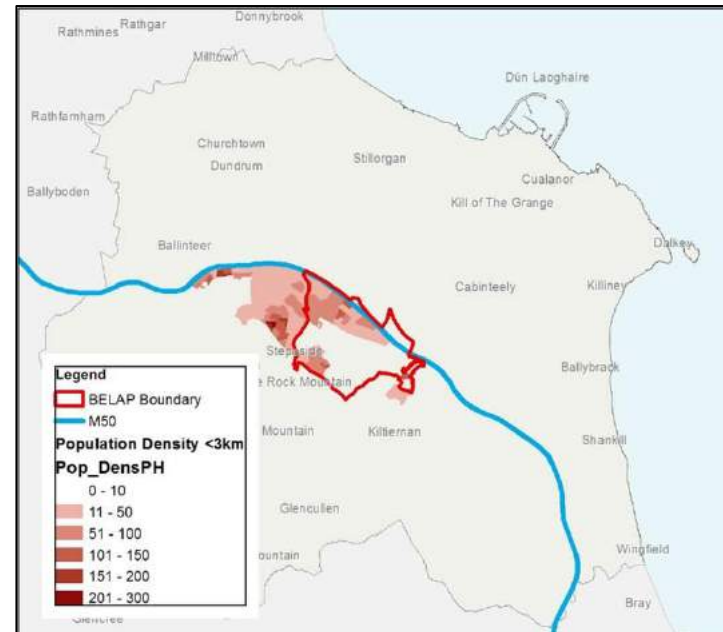 Donnybrook
Rathgar
Rathmines
Milltown
Dún Laoghaire
Rathfarnham
Churchtown
Dundrum
Stillorgan
Cualanor
Ballyboden
Kill of The Grange
Ballinteer
Dalkey
Cabinteely
Killiney
Stepaside
Legend
BELAP Boundary
e Rock Mountain
Ballybrack
M50
Population Density <3km
Mountain
Kiltiernan
Shankill
Pop_DensPH
0 - 10
11 - 50
Glencullen
51 - 100
101 - 150
ountain
Wingfield
151 - 200
201 - 300
Bray
Glencree